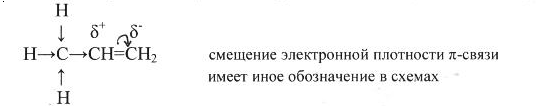 H
↓ δ⁺ δ⁻
H→C→CH=CH₂ смещение электронной плотности π-связи
↑ имеет иное обозначение в схемах
H